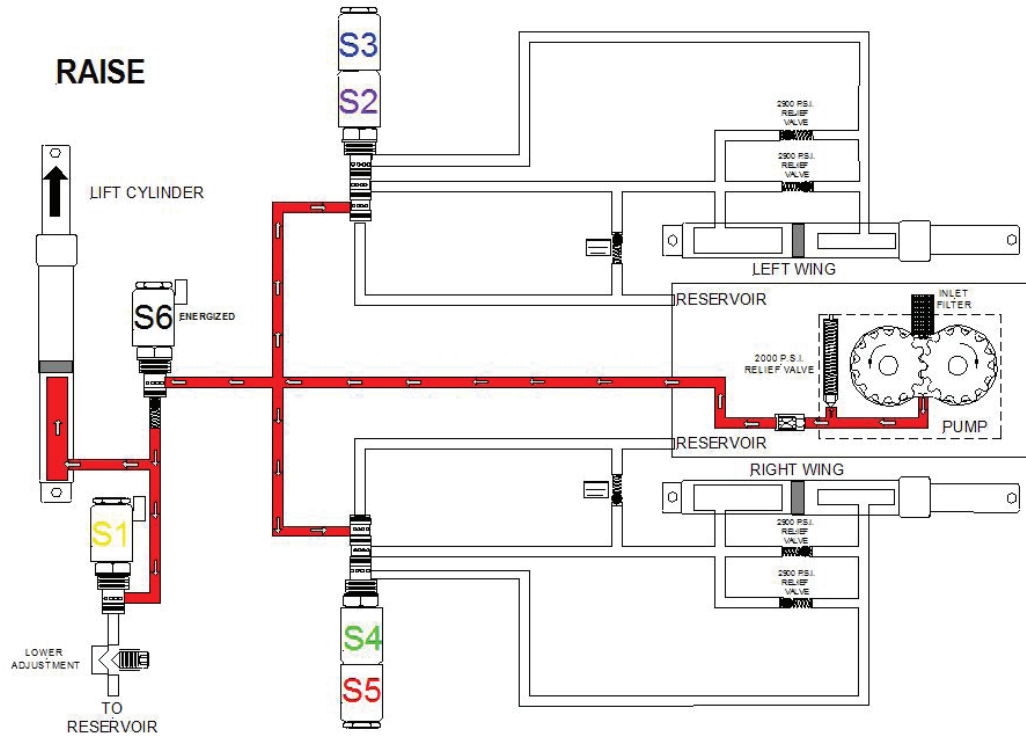 RAISE
S3
S2
2900 P.S.I.
RELIEF
VALVE
2900 P.S.I.
RELIEF
VALVE
LIFT CYLINDER
LEFT WING
S6
ENERGIZED
RESERVOIR
INLET
FILTER
2000 P.S.I.
RELIEF VALVE
PUMP
RESERVOIR
RIGHT WING
S1
2900 P.S.I.
RELIEF
VALVE
2900 P.S.I.
RELIEF
VALVE
S4
LOWER
ADJUSTMENT
S5
TO
RESERVOIR